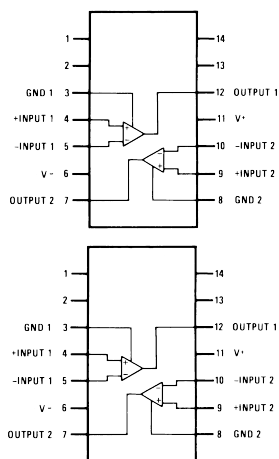 1 14
2 13
GND 1 3 12 OUTPUT 1
+INPUT 1 4 11 V+
−INPUT 1 5 10 −INPUT 2
V− 6 9 +INPUT 2
OUTPUT 2 7 8 GND 2
1 14
2 13
GND 1 3 12 OUTPUT 1
+INPUT 1 4 11 V+
−INPUT 1 5 10 −INPUT 2
V− 6 9 +INPUT 2
OUTPUT 2 7 8 GND 2